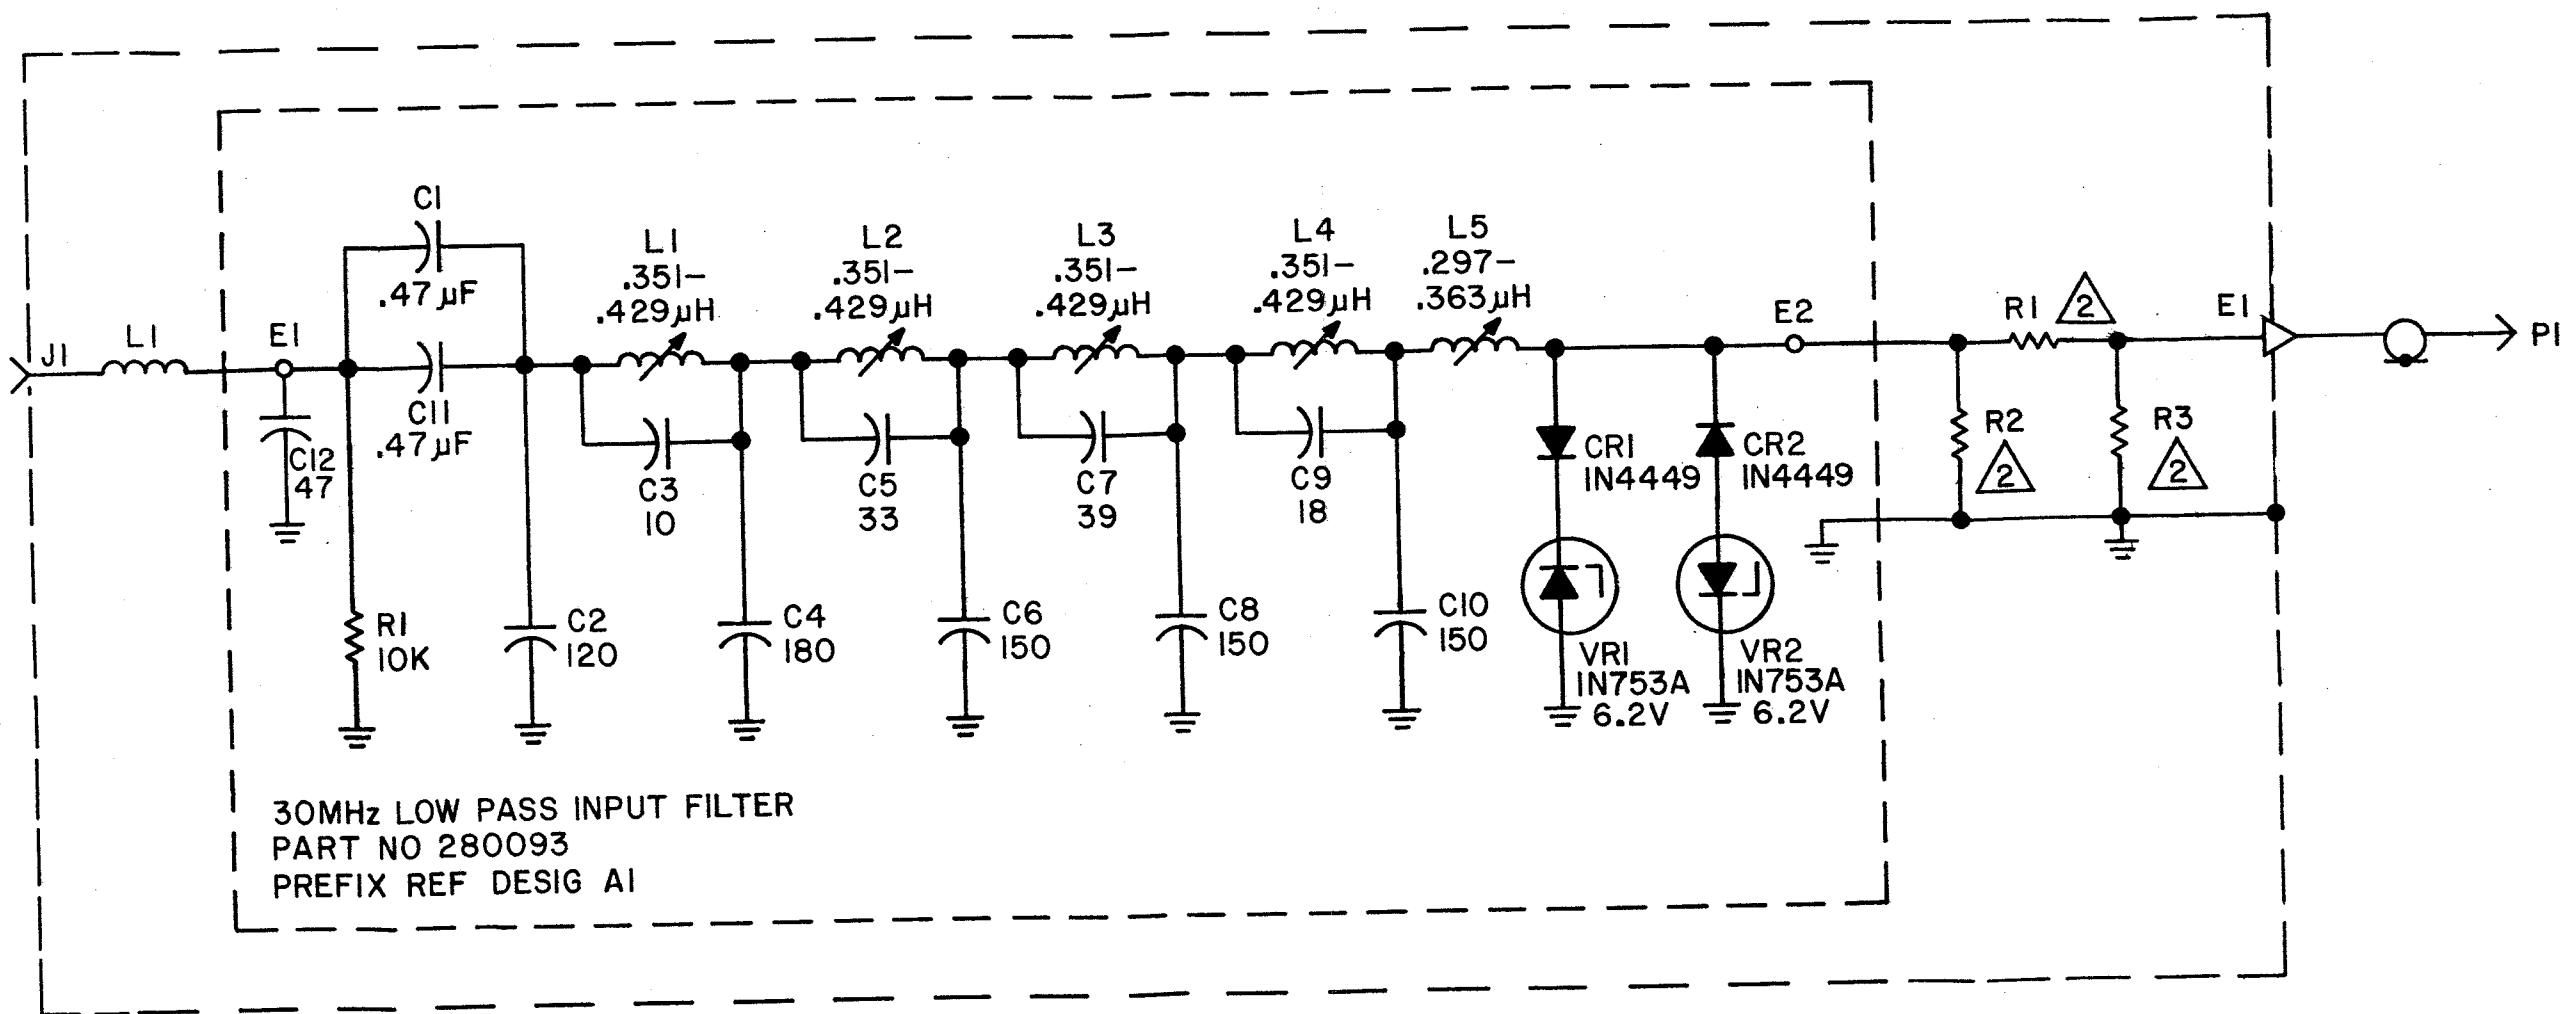 J1
L1
E1
C12
47
C1
.47µF
C11
.47µF
R1
10K
C2
120
L1
.351-
.429µH
C3
10
C4
180
L2
.351-
.429µH
C5
33
C6
150
L3
.351-
.429µH
C7
39
C8
150
L4
.351-
.429µH
C9
18
C10
150
L5
.297-
.363µH
CR1
IN4449
VR1
IN753A
6.2V
CR2
IN4449
VR2
IN753A
6.2V
E2
R1
2
R2
2
R3
2
E1
P1
30MHz LOW PASS INPUT FILTER
PART NO 280093
PREFIX REF DESIG A1